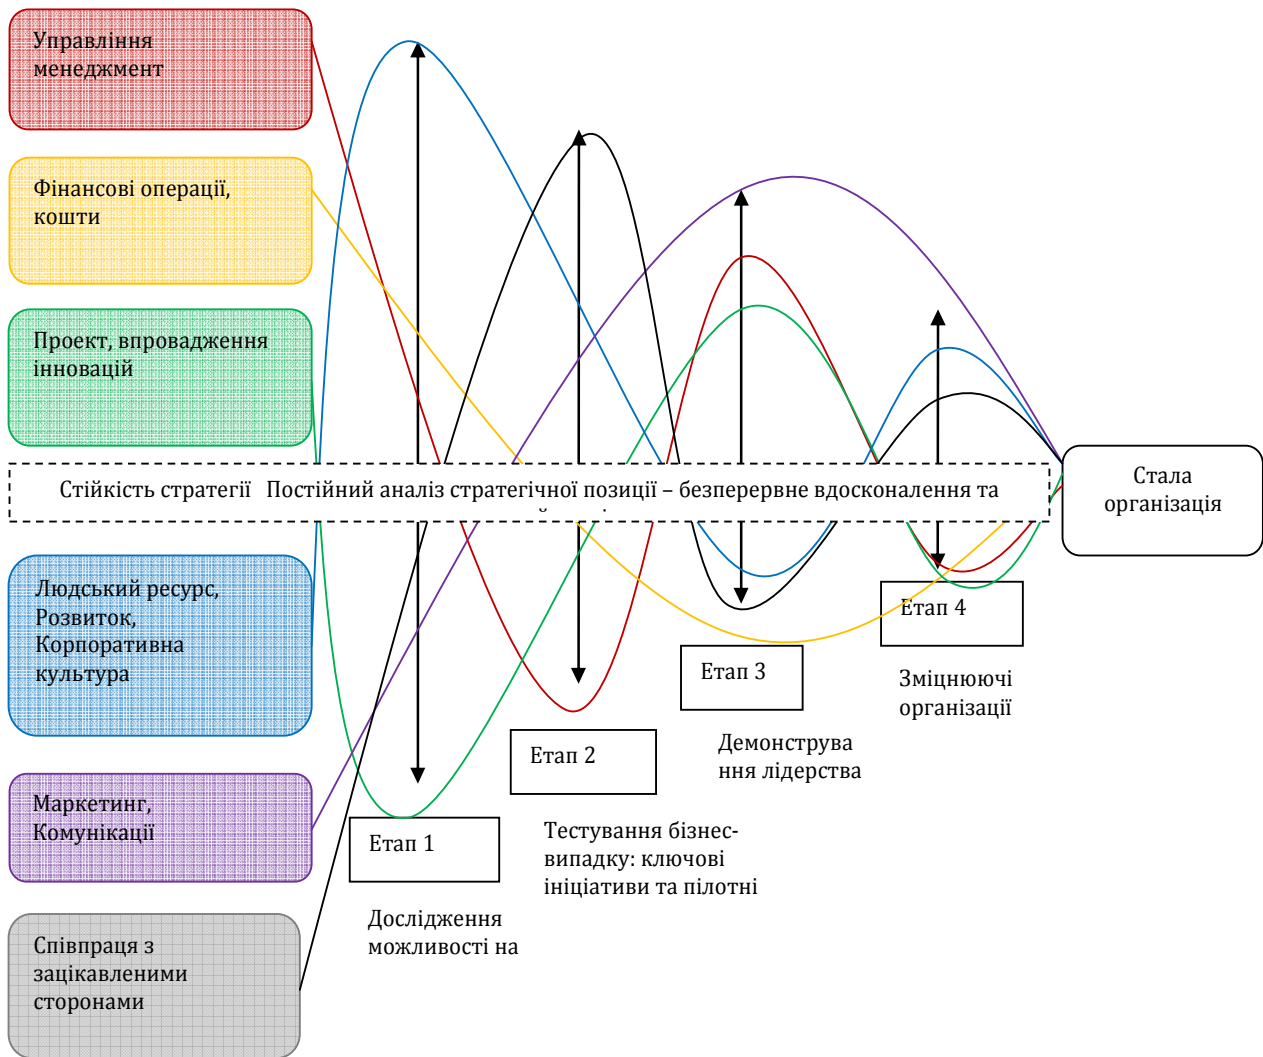 Управління
менеджмент
Фінансові операції,
кошти
Проект, впровадження
інновацій
Стійкість стратегії Постійний аналіз стратегічної позиції – безперервне вдосконалення та
Стала
організація
Людський ресурс,
Розвиток,
Корпоративна
культура
Маркетинг,
Комунікації
Співпраця з
зацікавленими
сторонами
Етап 1
Дослідження
можливості на
Етап 2
Тестування бізнес-
випадку: ключові
ініціативи та пілотні
Етап 3
Демонструва
ння лідерства
Етап 4
Зміцнюючі
організації